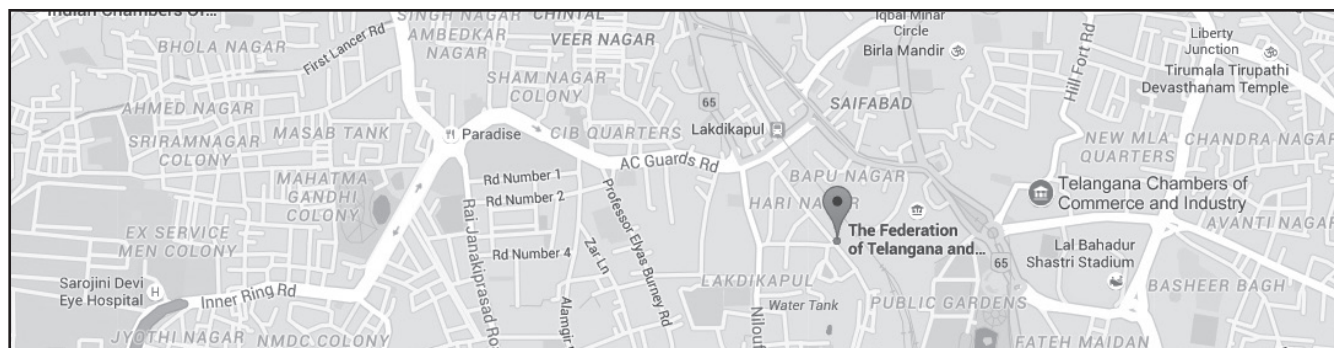 Indian Chambers Of...
SINGH NAGAR
AMBEDKAR
NAGAR
CHINTAL
VEER NAGAR
BHOLA NAGAR
First Lancer Rd
SHAM NAGAR
COLONY
AHMED NAGAR
SRIRAMNAGAR
COLONY
MASAB TANK
Paradise
CIB QUARTERS
65
Lakdikapul
Iqbal Minar
Circle
Birla Mandir
SAIFABAD
Hill Fort Rd
Liberty
Junction
Tirumala Tirupathi
Devasthanam Temple
NEW MLA
QUARTERS
CHANDRA NAGAR
MAHATMA
GANDHI
COLONY
Rd Number 1
Rd Number 2
AC Guards Rd
BAPU NAGAR
HARI NAGAR
Telangana Chambers of
Commerce and Industry
AVANTI NAGAR
EX SERVICE
MEN COLONY
Rd Number 4
Zar Ln
Professor Elyas Burney Rd
The Federation
of Telangana and...
65
Lal Bahadur
Shastri Stadium
Sarojini Devi
Eye Hospital
H
Inner Ring Rd
LAKDIKAPUL
Water Tank
PUBLIC GARDENS
BASHEER BAGH
JYOTHI NAGAR
NMDC COLONY
FATEH MAIDAN